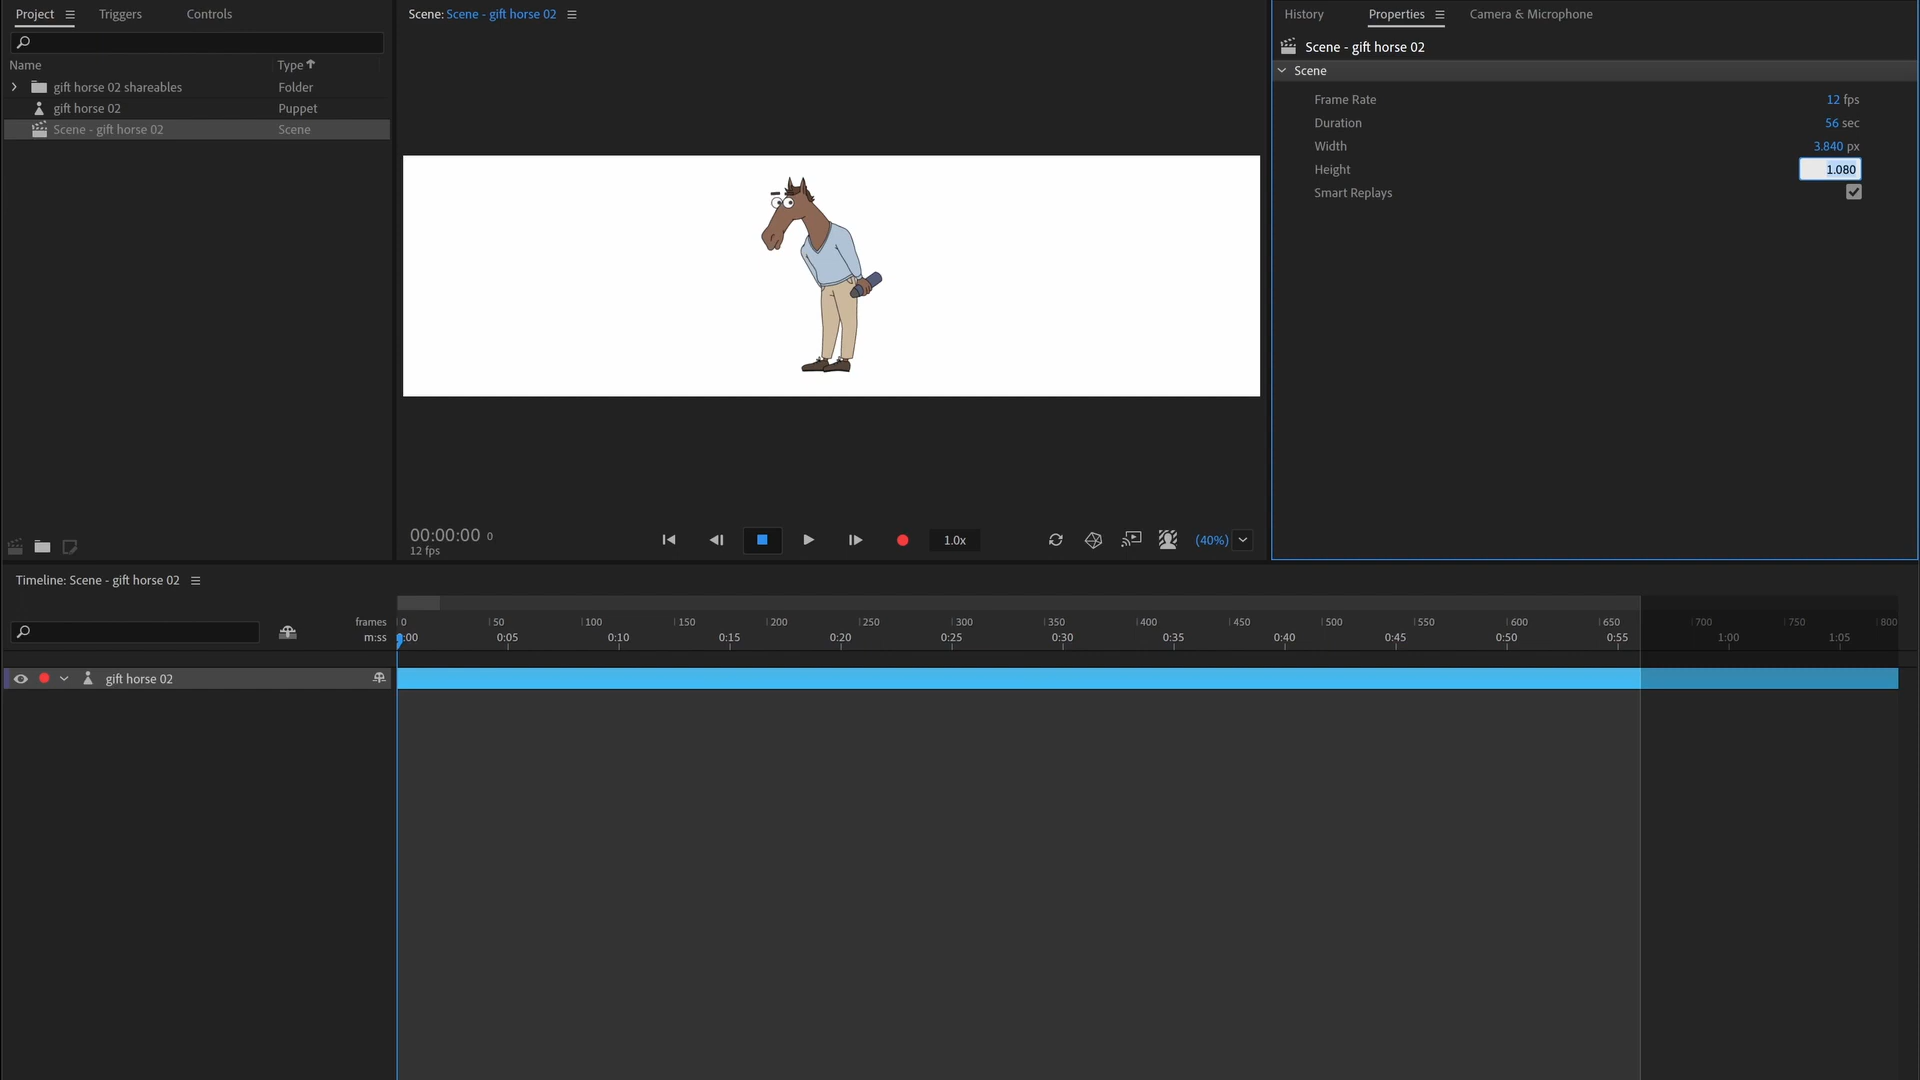 Project Triggers Controls
Scene: Scene - gift horse 02
History Properties Camera & Microphone
Scene - gift horse 02
Name Type
gift horse 02 shareables Folder
gift horse 02 Puppet
Scene - gift horse 02 Scene
Scene
Frame Rate 12 fps
Duration 56 sec
Width 3.840 px
Height 1.080
Smart Replays
00:00:00 0
12 fps
1.0x
(40%)
Timeline: Scene - gift horse 02
frames 0 50 100 150 200 250 300 350 400 450 500 550 600 650 700 750 800
m:ss :00 0:05 0:10 0:15 0:20 0:25 0:30 0:35 0:40 0:45 0:50 0:55 1:00 1:05
gift horse 02